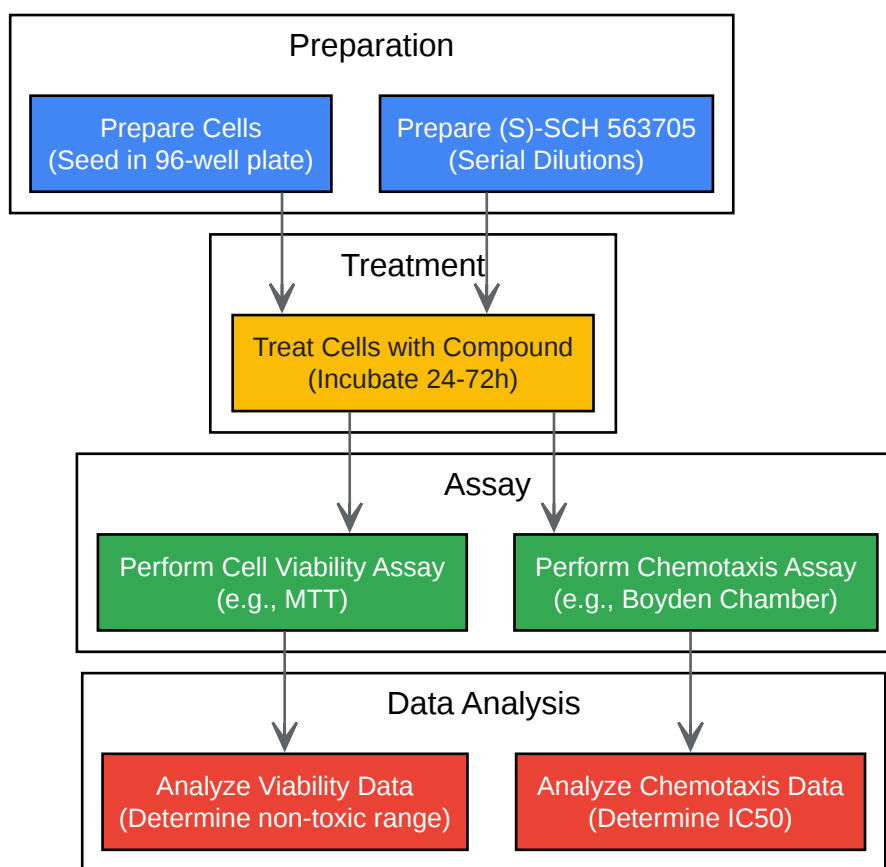 Preparation
Prepare Cells
(Seed in 96-well plate)
Prepare (S)-SCH 563705
(Serial Dilutions)
Treatment
Treat Cells with Compound
(Incubate 24-72h)
Assay
Perform Cell Viability Assay
(e.g., MTT)
Perform Chemotaxis Assay
(e.g., Boyden Chamber)
Data Analysis
Analyze Viability Data
(Determine non-toxic range)
Analyze Chemotaxis Data
(Determine IC50)